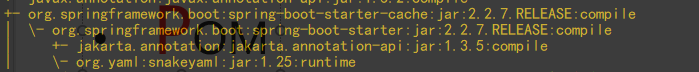 +- org.springframework.boot:spring-boot-starter-cache:jar:2.2.7.RELEASE:compile
|  \- org.springframework.boot:spring-boot-starter:jar:2.2.7.RELEASE:compile
|     +- jakarta.annotation:jakarta.annotation-api:jar:1.3.5:compile
|     \- org.yaml:snakeyaml:jar:1.25:runtime